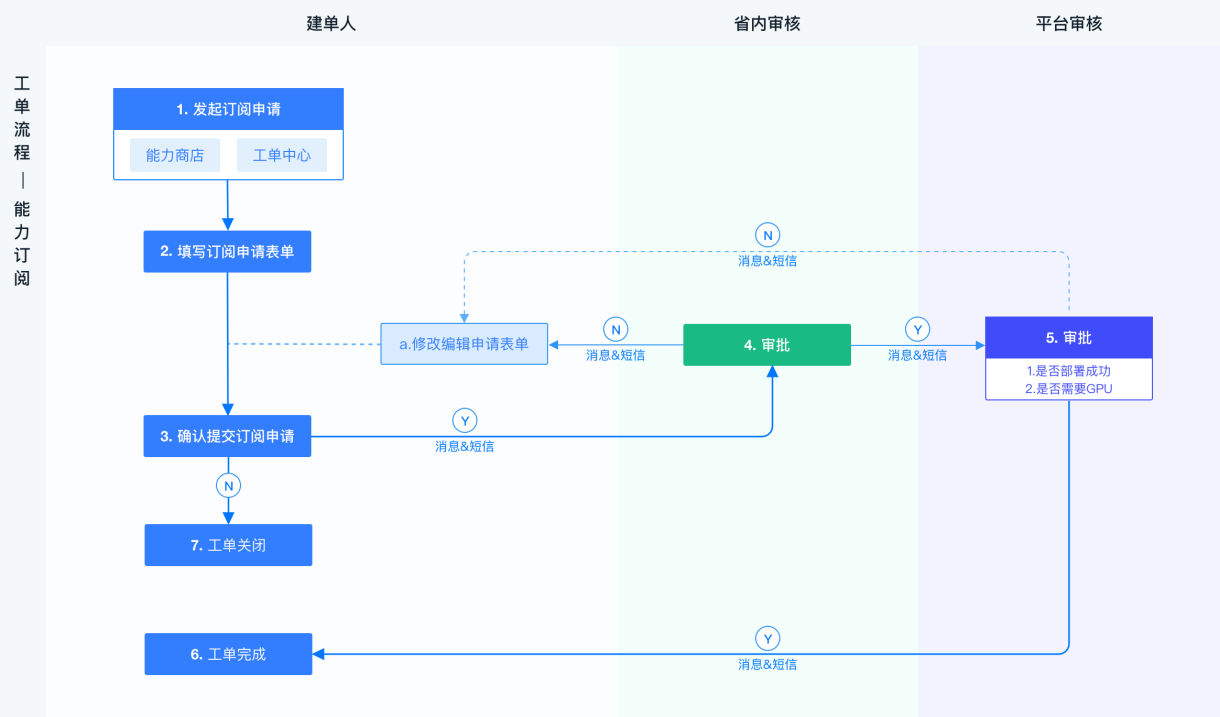 建单人
省内审核
平台审核
工单流程 | 能力订阅
1. 发起订阅申请
能力商店
工单中心
2. 填写订阅申请表单
N
消息&短信
a.修改编辑申请表单
N
消息&短信
4. 审批
Y
消息&短信
5. 审批
1.是否部署成功
2.是否需要GPU
3. 确认提交订阅申请
Y
消息&短信
N
7. 工单关闭
6. 工单完成
Y
消息&短信